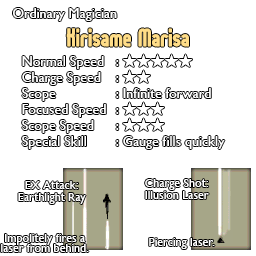 Ordinary Magician
Kirisame Marisa
Normal Speed : ☆☆☆☆☆☆
Charge Speed : ☆☆
Scope : Infinite forward
Focused Speed : ☆☆☆
Scope Speed : ☆☆☆
Special Skill : Gauge fills quickly
EX Attack:
Earthlight Ray
Impolitely fires a
laser from behind.
Charge Shot:
Illusion Laser
Piercing laser.